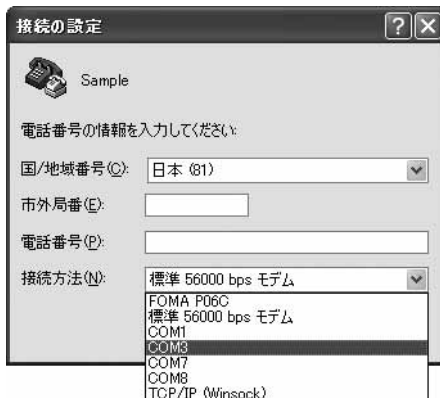 接続の設定
Sample
電話番号の情報を入力してください:
国/地域番号(C): 日本 (81)
市外局番(E):
電話番号(P):
接続方法(N): 標準 56000 bps モデム
FOMA P06C
標準 56000 bps モデム
COM1
COM3
COM7
COM8
TCP/IP (Winsock)